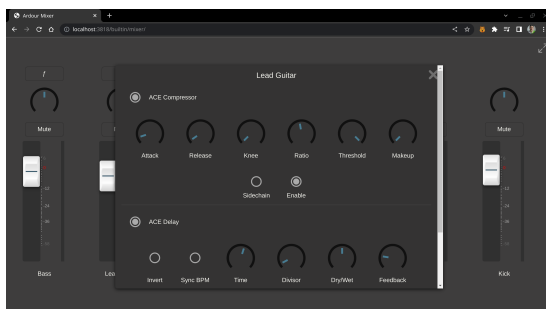 Ardour Mixer
localhost:3818/builtin/mixer/
Lead Guitar
ACE Compressor
Attack Release Knee Ratio Threshold Makeup
Sidechain Enable
ACE Delay
Invert Sync BPM Time Divisor Dry/Wet Feedback
f
Mute
Mute
Bass
Lea
Kick